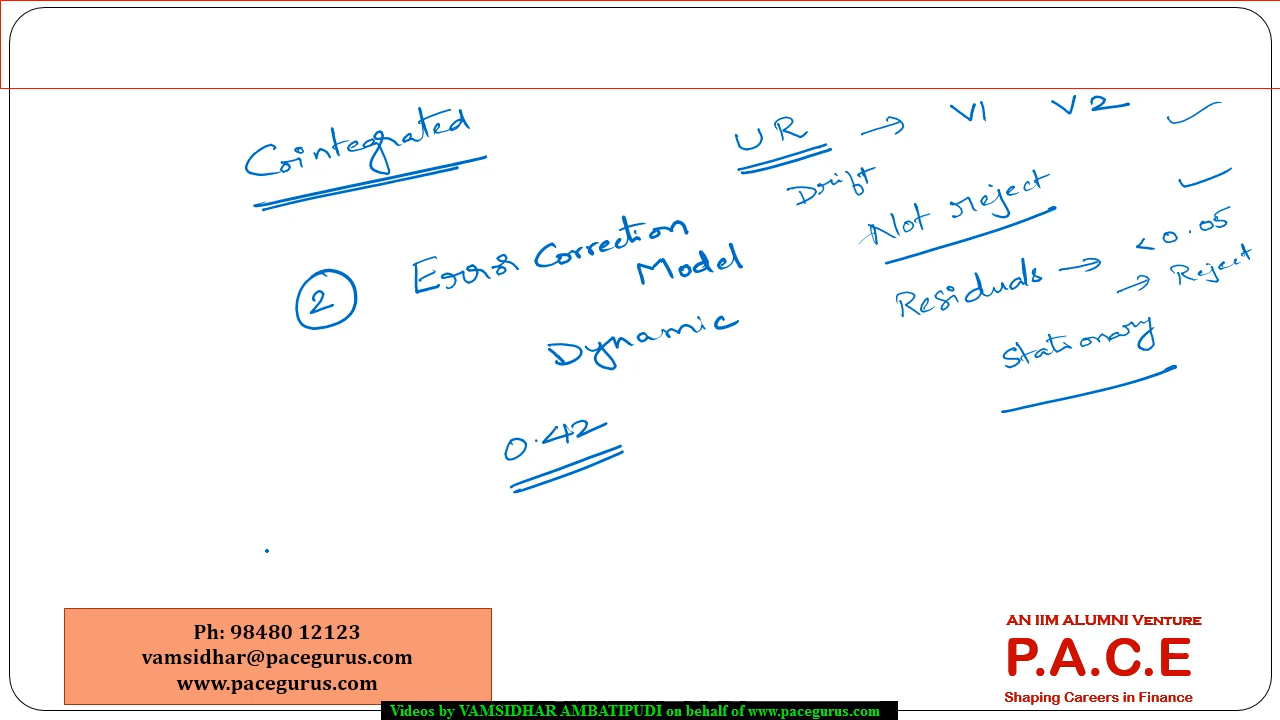 Cointegrated
UR → V1 V2 ✓
Drift
Not reject ✓
Residuals → < 0.05
→ Reject
Stationary
② Error Correction
Model
Dynamic
0.42
Ph: 98480 12123
vamsidhar@pacegurus.com
www.pacegurus.com
AN IIM ALUMNI VENTURE
P.A.C.E
Shaping Careers in Finance
Videos by VAMSIDHAR AMBATIPUDI on behalf of www.pacegurus.com